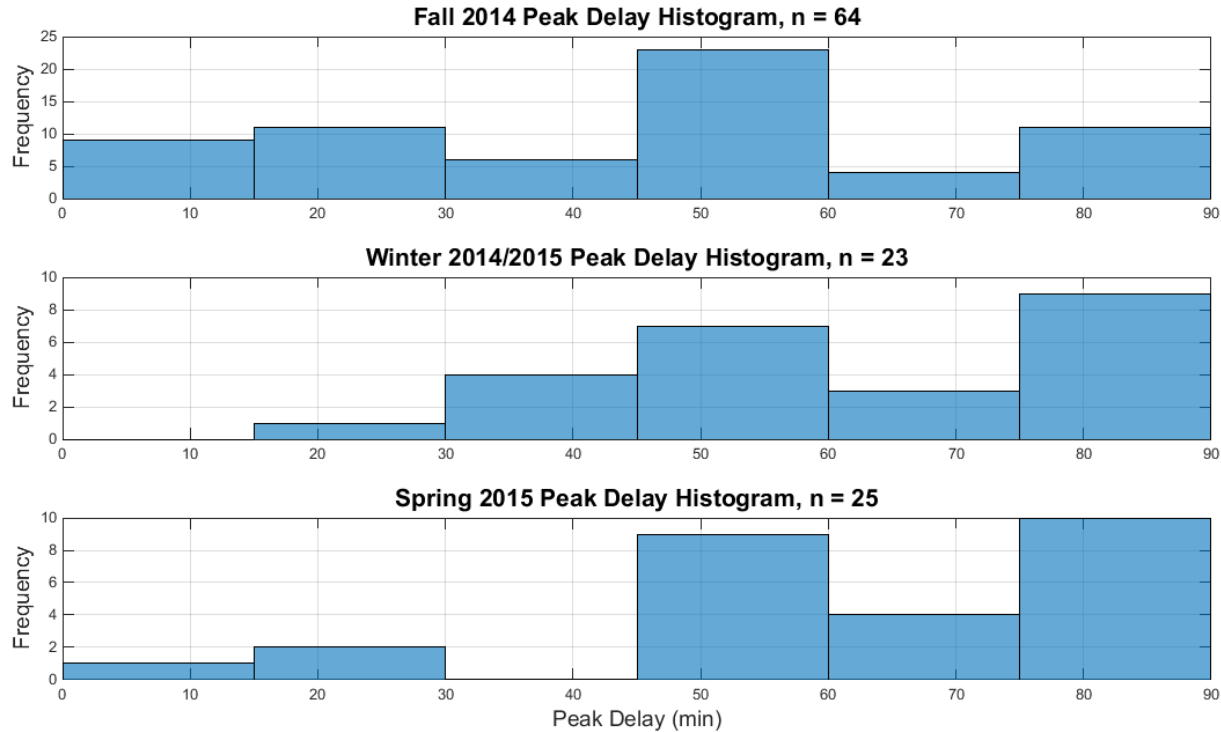 Fall 2014 Peak Delay Histogram, n = 64
25
20
15
10
5
0
Frequency
0 10 20 30 40 50 60 70 80 90
Winter 2014/2015 Peak Delay Histogram, n = 23
10
8
6
4
2
0
Frequency
0 10 20 30 40 50 60 70 80 90
Spring 2015 Peak Delay Histogram, n = 25
10
8
6
4
2
0
Frequency
0 10 20 30 40 50 60 70 80 90
Peak Delay (min)